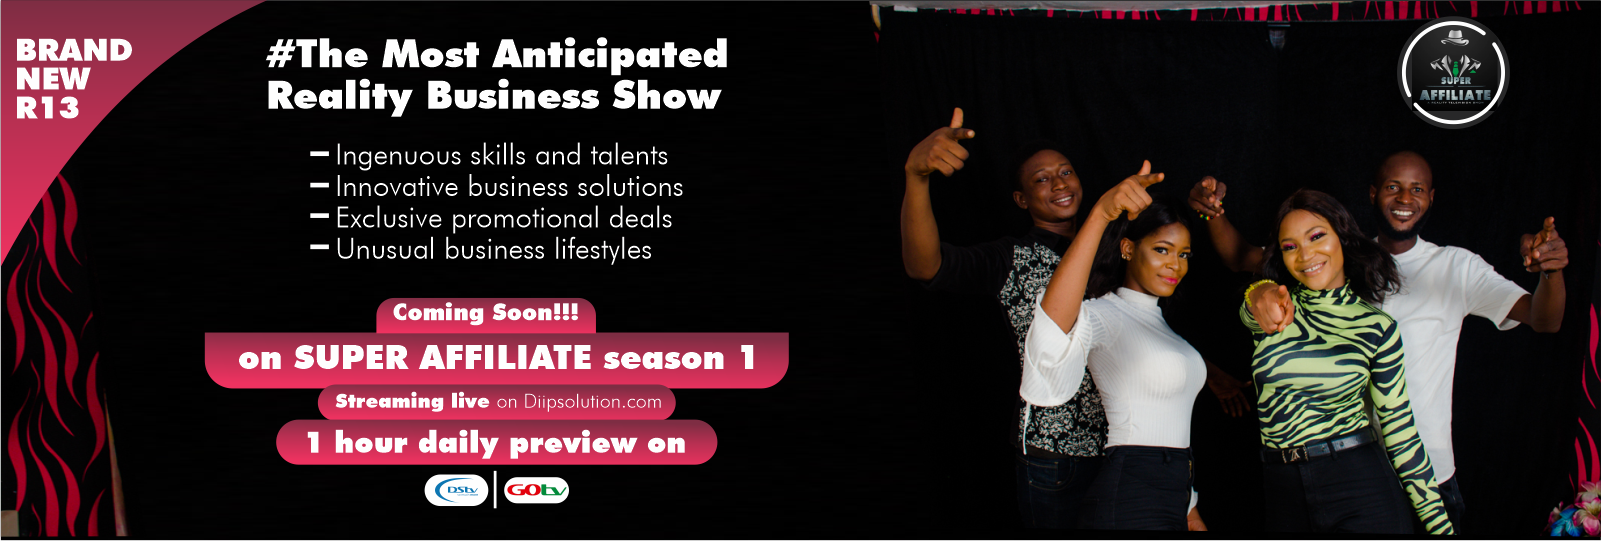 BRAND
NEW
R13
#The Most Anticipated
Reality Business Show
– Ingenuous skills and talents
– Innovative business solutions
– Exclusive promotional deals
– Unusual business lifestyles
Coming Soon!!!
on SUPER AFFILIATE season 1
Streaming live on Diipsolution.com
1 hour daily preview on
DStv
GOtv
SUPER
AFFILIATE